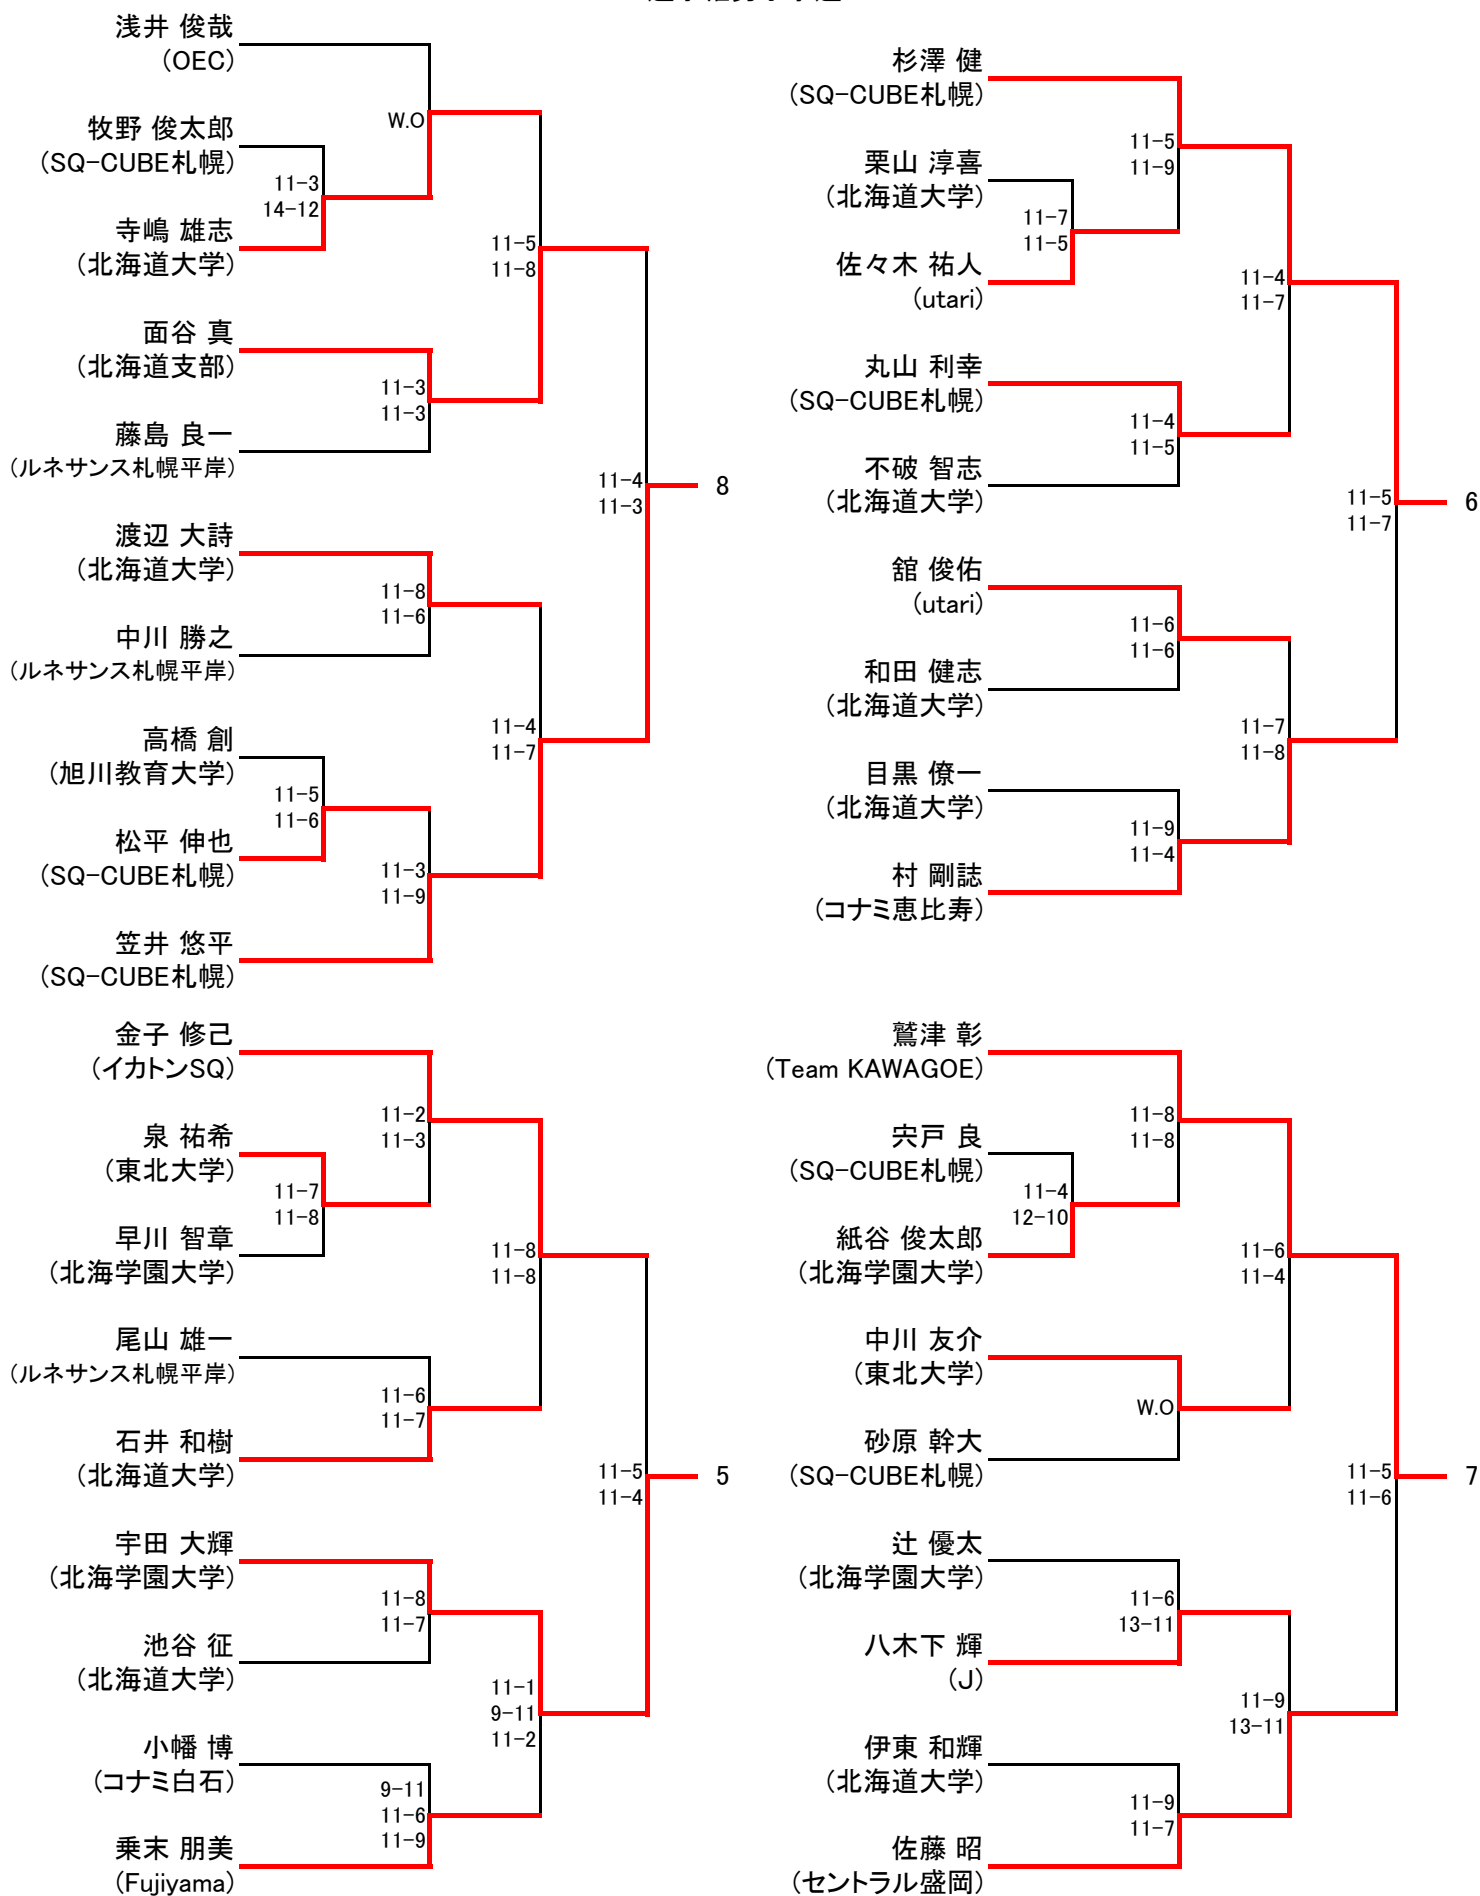 浅井 俊哉
(OEC)
牧野 俊太郎
(SQ-CUBE札幌)
寺嶋 雄志
(北海道大学)
面谷 真
(北海道支部)
藤島 良一
(ルネサンス札幌平岸)
渡辺 大詩
(北海道大学)
中川 勝之
(ルネサンス札幌平岸)
高橋 創
(旭川教育大学)
松平 伸也
(SQ-CUBE札幌)
笠井 悠平
(SQ-CUBE札幌)
11-3
14-12
W.O
11-3
11-3
11-5
11-8
11-8
11-6
11-5
11-6
11-3
11-9
11-4
11-7
11-4
11-3
8
杉澤 健
(SQ-CUBE札幌)
栗山 淳喜
(北海道大学)
佐々木 祐人
(utari)
丸山 利幸
(SQ-CUBE札幌)
不破 智志
(北海道大学)
舘 俊佑
(utari)
和田 健志
(北海道大学)
目黒 僚一
(北海道大学)
村 剛誌
(コナミ恵比寿)
11-7
11-5
11-5
11-9
11-4
11-5
11-4
11-7
11-6
11-6
11-9
11-4
11-7
11-8
11-5
11-7
6
金子 修己
(イカトンSQ)
泉 祐希
(東北大学)
早川 智章
(北海学園大学)
尾山 雄一
(ルネサンス札幌平岸)
石井 和樹
(北海道大学)
宇田 大輝
(北海学園大学)
池谷 征
(北海道大学)
小幡 博
(コナミ白石)
乗末 朋美
(Fujiyama)
11-7
11-8
11-2
11-3
11-6
11-7
11-8
11-8
11-8
11-7
9-11
11-6
11-9
11-1
9-11
11-2
11-5
11-4
5
鷲津 彰
(Team KAWAGOE)
宍戸 良
(SQ-CUBE札幌)
紙谷 俊太郎
(北海学園大学)
中川 友介
(東北大学)
砂原 幹大
(SQ-CUBE札幌)
辻 優太
(北海学園大学)
八木下 輝
(J)
伊東 和輝
(北海道大学)
佐藤 昭
(セントラル盛岡)
11-4
12-10
11-8
11-8
W.O
11-6
11-4
11-6
13-11
11-9
11-7
11-9
13-11
11-5
11-6
7